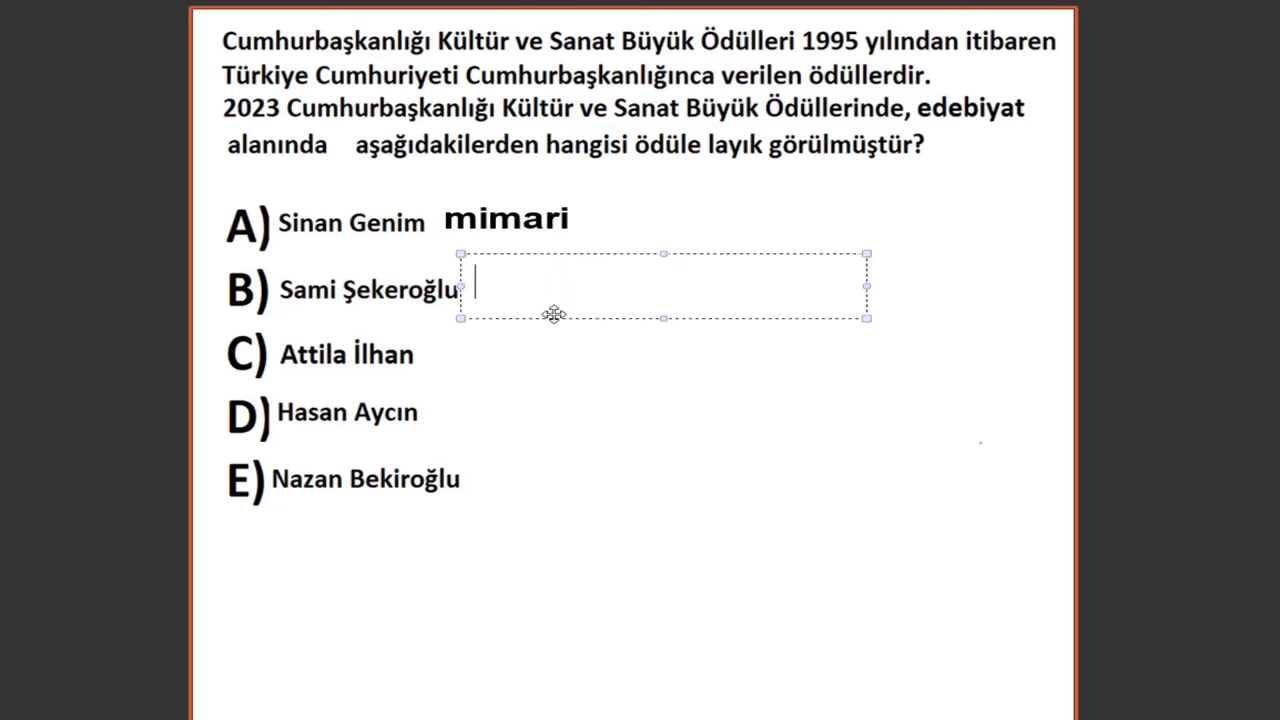 Cumhurbaşkanlığı Kültür ve Sanat Büyük Ödülleri 1995 yılından itibaren
Türkiye Cumhuriyeti Cumhurbaşkanlığınca verilen ödüllerdir.
2023 Cumhurbaşkanlığı Kültür ve Sanat Büyük Ödüllerinde, edebiyat
alanında aşağıdakilerden hangisi ödüle layık görülmüştür?
A) Sinan Genim mimari
B) Sami Şekeroğlu
C) Attila İlhan
D) Hasan Aycın
E) Nazan Bekiroğlu